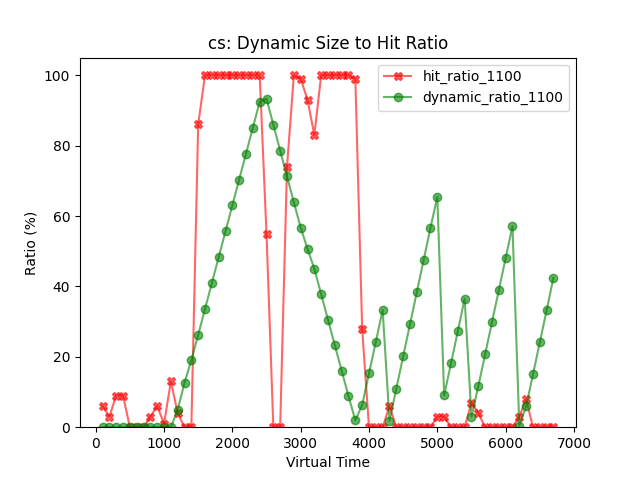 cs: Dynamic Size to Hit Ratio
hit_ratio_1100
dynamic_ratio_1100
100
80
60
40
20
0
Ratio (%)
0 1000 2000 3000 4000 5000 6000 7000
Virtual Time